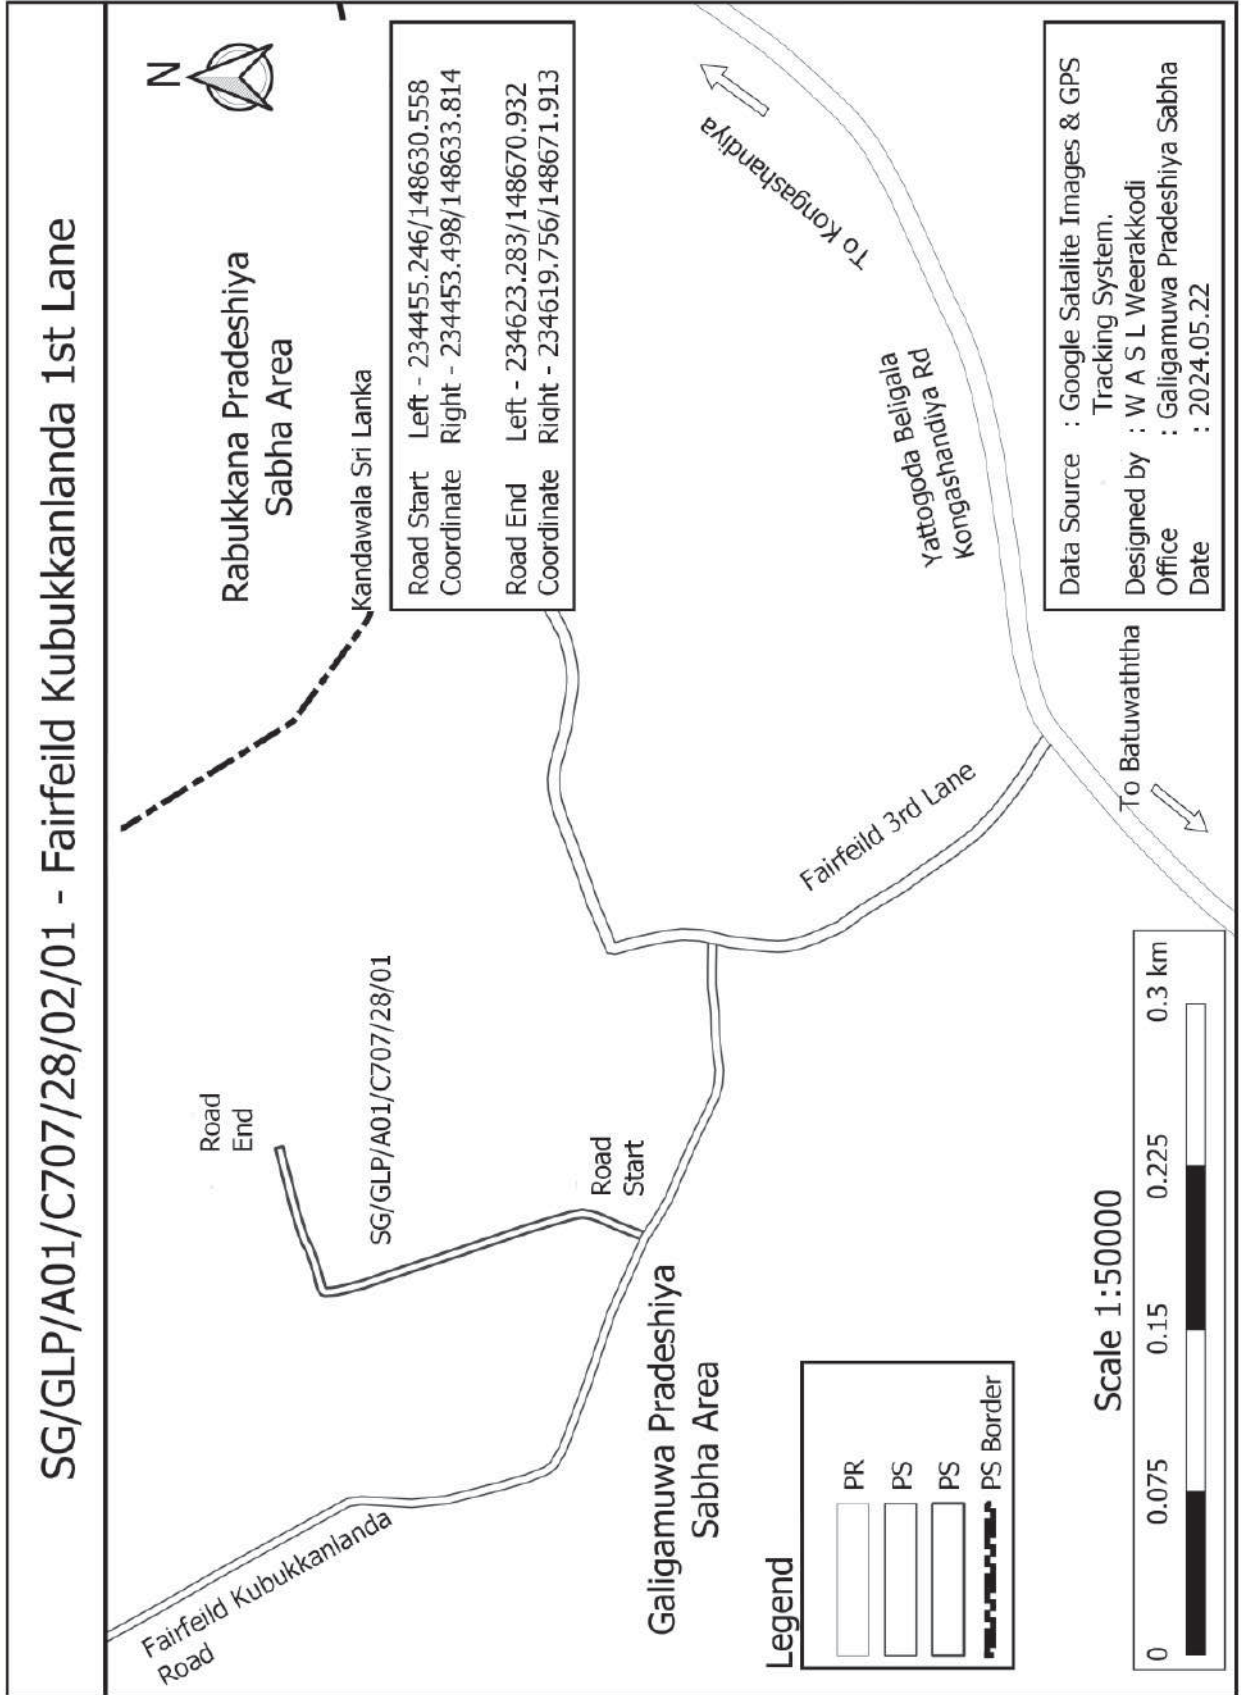 SG/GLP/A01/C707/28/02/01 - Fairfeild Kubukkanlanda 1st Lane
N
Rabukkana Pradeshiya
Sabha Area
Kandawala Sri Lanka
Road Start Left - 234455.246/148630.558
Coordinate Right - 234453.498/148633.814
Road End Left - 234623.283/148670.932
Coordinate Right - 234619.756/148671.913
Road
End
SG/GLP/A01/C707/28/01
Road
Start
Fairfeild Kubukkanlanda
Road
Galigamuwa Pradeshiya
Sabha Area
Fairfeild 3rd Lane
To Kongashandiya
Yattogoda Beligala
Kongashandiya Rd
To Batuwaththa
Legend
PR
PS
PS
PS Border
Scale 1:50000
0 0.075 0.15 0.225 0.3 km
Data Source : Google Satalite Images & GPS
Tracking System.
Designed by : W A S L Weerakkodi
Office : Galigamuwa Pradeshiya Sabha
Date : 2024.05.22